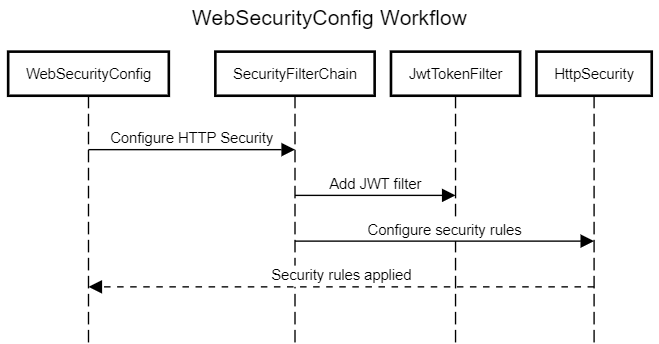 WebSecurityConfig Workflow
WebSecurityConfig
SecurityFilterChain
JwtTokenFilter
HttpSecurity
Configure HTTP Security
Add JWT filter
Configure security rules
Security rules applied